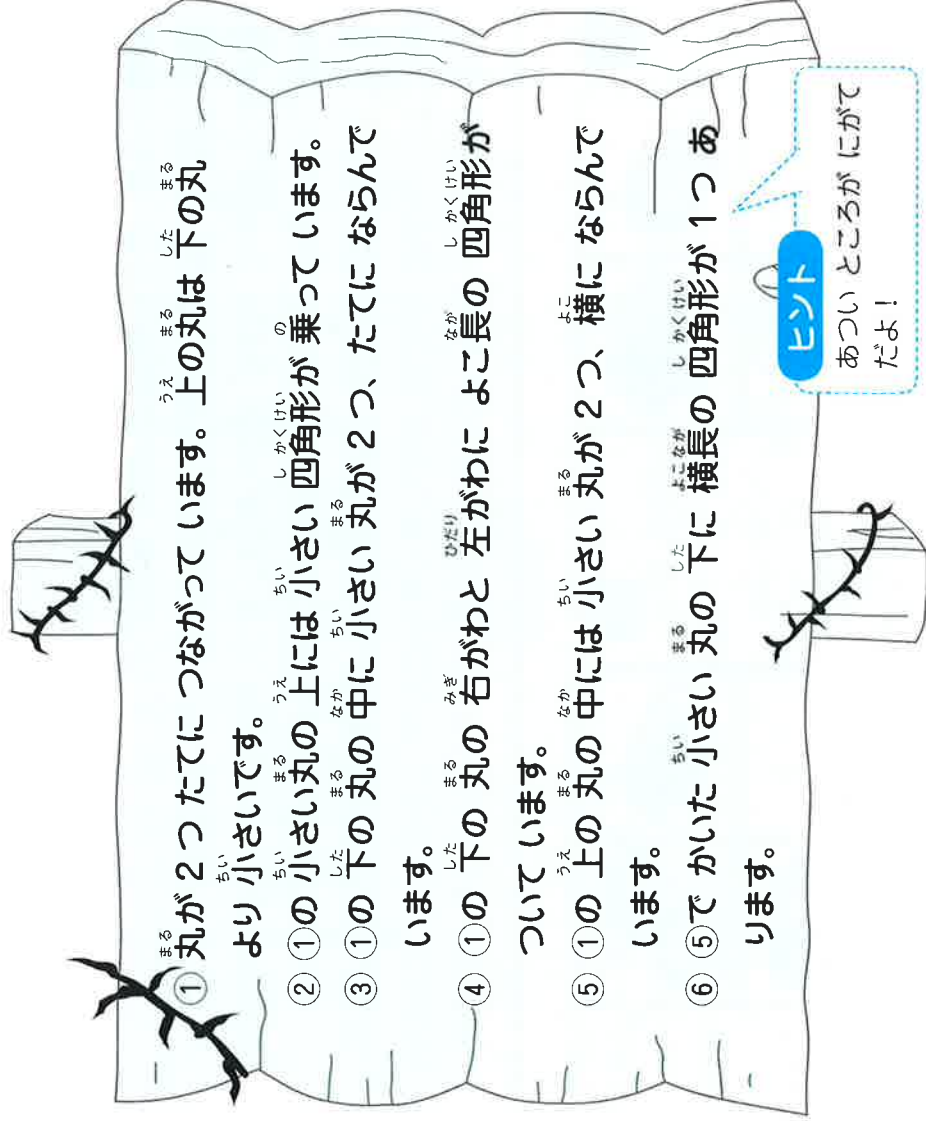 ① 丸が２つ たてに つながって います。上の丸は 下の丸
より 小さいです。
② ①の 小さい丸の 上には 小さい 四角形が 乗って います。
③ ①の 下の 丸の 中に 小さい 丸が２つ、たてに ならんで
います。
④ ①の 下の 丸の 右がわと 左がわに よこ長の 四角形が
ついて います。
⑤ ①の 上の 丸の 中には 小さい 丸が２つ、横に ならんで
います。
⑥ ⑤で かいた 小さい 丸の 下に 横長の 四角形が １つ あ
ります。
ヒント
あつい ところが にがて
だよ！